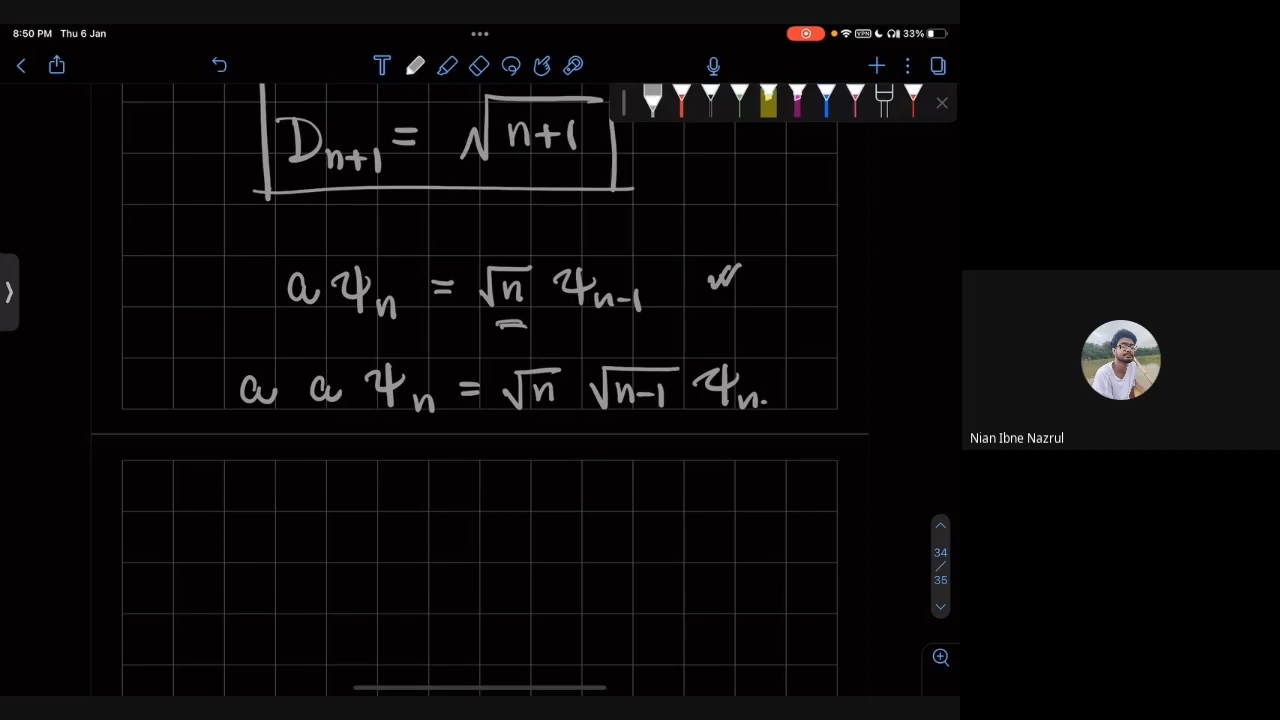 8:50 PM Thu 6 Jan
VPN 33%
D_{n+1} = √(n+1)
a ψ_n = √n ψ_{n-1}
a a ψ_n = √n √(n-1) ψ_n.
Nian Ibne Nazrul
34
/
35